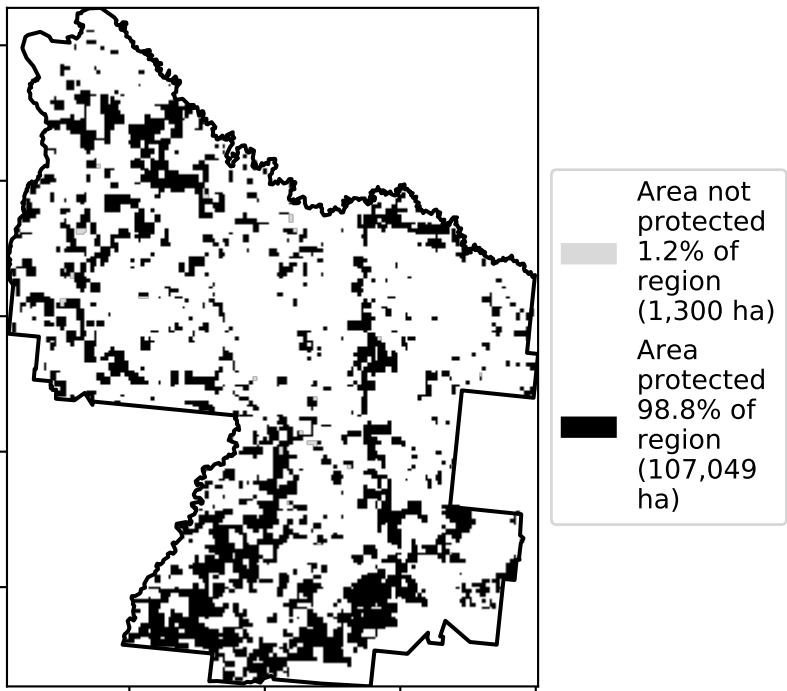 Area not
protected
1.2% of
region
(1,300 ha)
Area
protected
98.8% of
region
(107,049
ha)